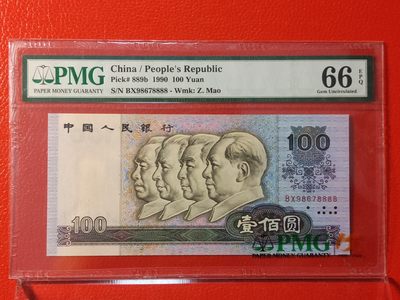 PMG
PAPER MONEY GUARANTY
China / People's Republic
Pick# 889b 1990 100 Yuan
S/N BX98678888 - Wmk: Z. Mao
66 EPQ
Gem Uncirculated
PMG
PAPER MONEY GUARANTY
中国人民银行
100
BX98678888
100
壹佰圆
PMG